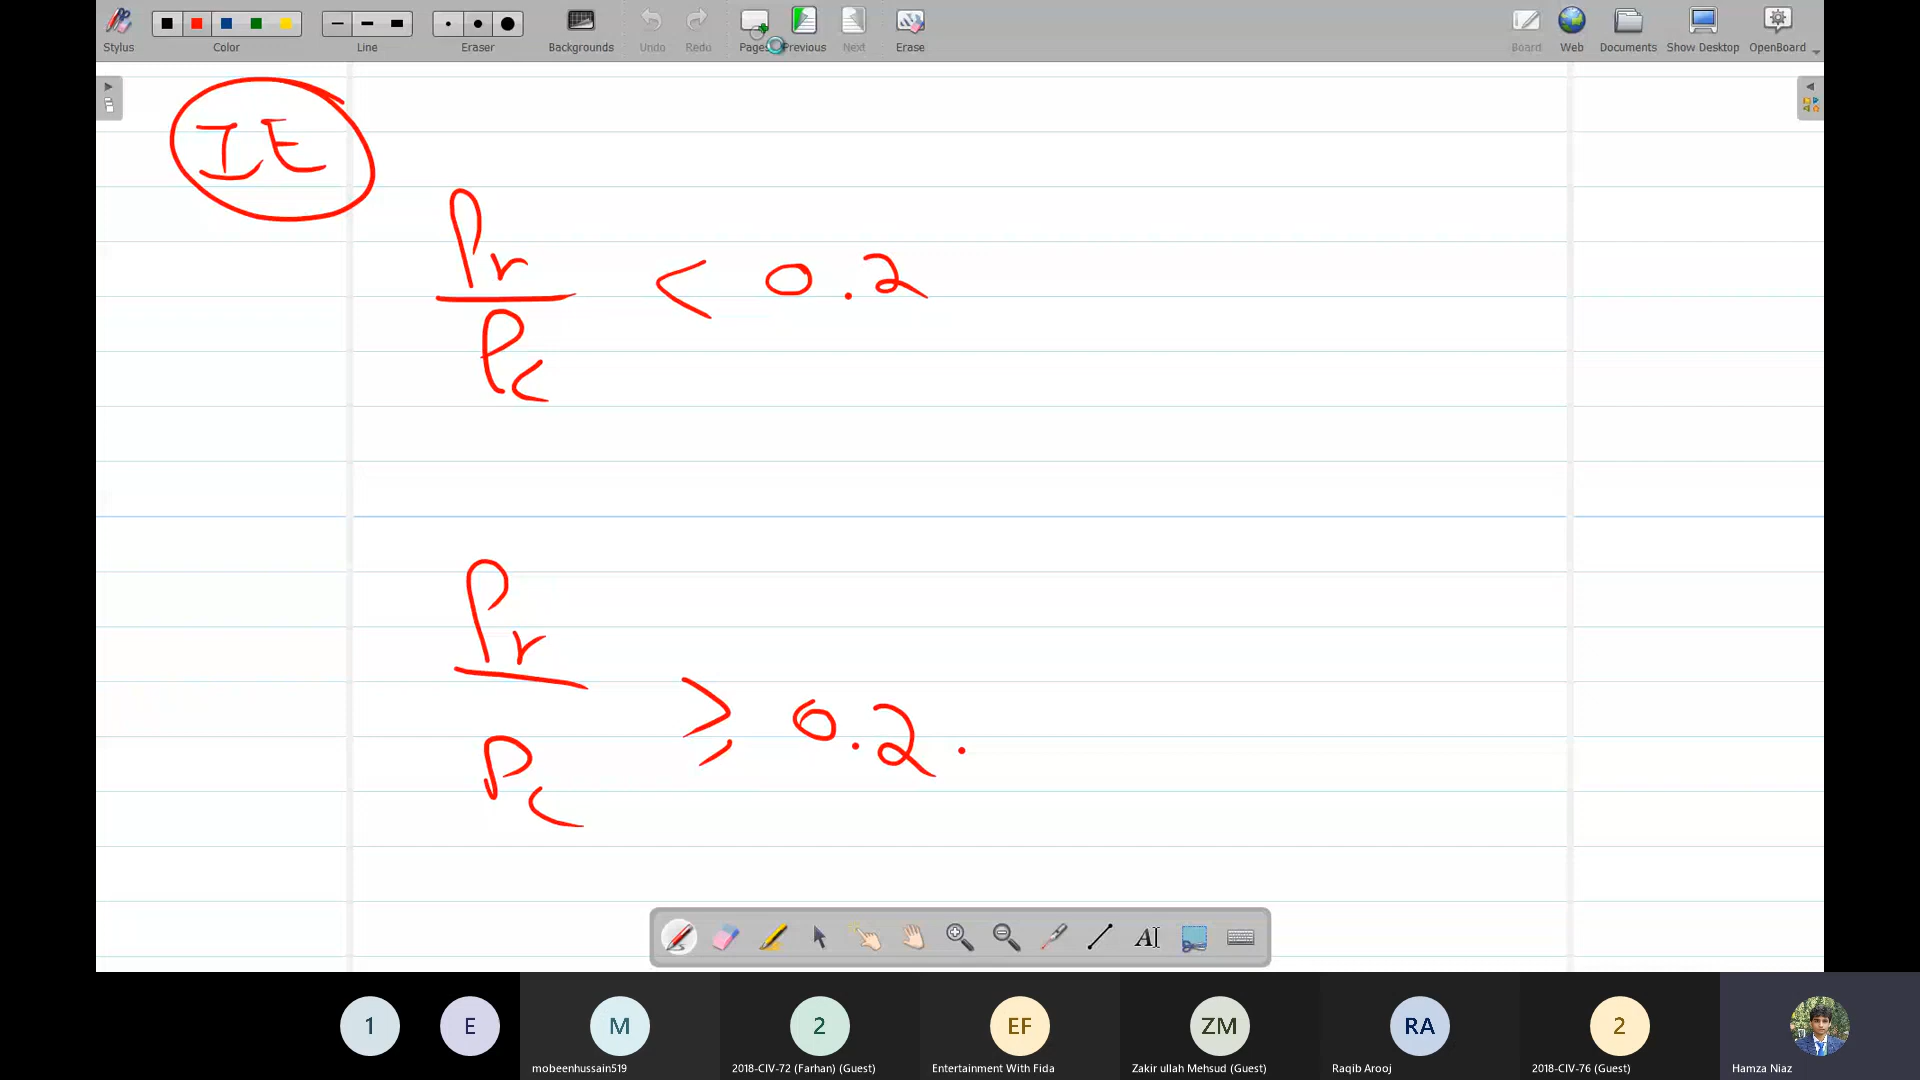 Stylus Color Line Eraser Backgrounds Undo Redo Pages Previous Next Erase Board Web Documents Show Desktop OpenBoard
IE
Pr
< 0.2
Pc
Pr
≥ 0.2.
Pc
AI
1 E M 2 EF ZM RA 2
mobeenhussain519 2018-CIV-72 (Farhan) (Guest) Entertainment With Fida Zakir ullah Mehsud (Guest) Raqib Arooj 2018-CIV-76 (Guest) Hamza Niaz